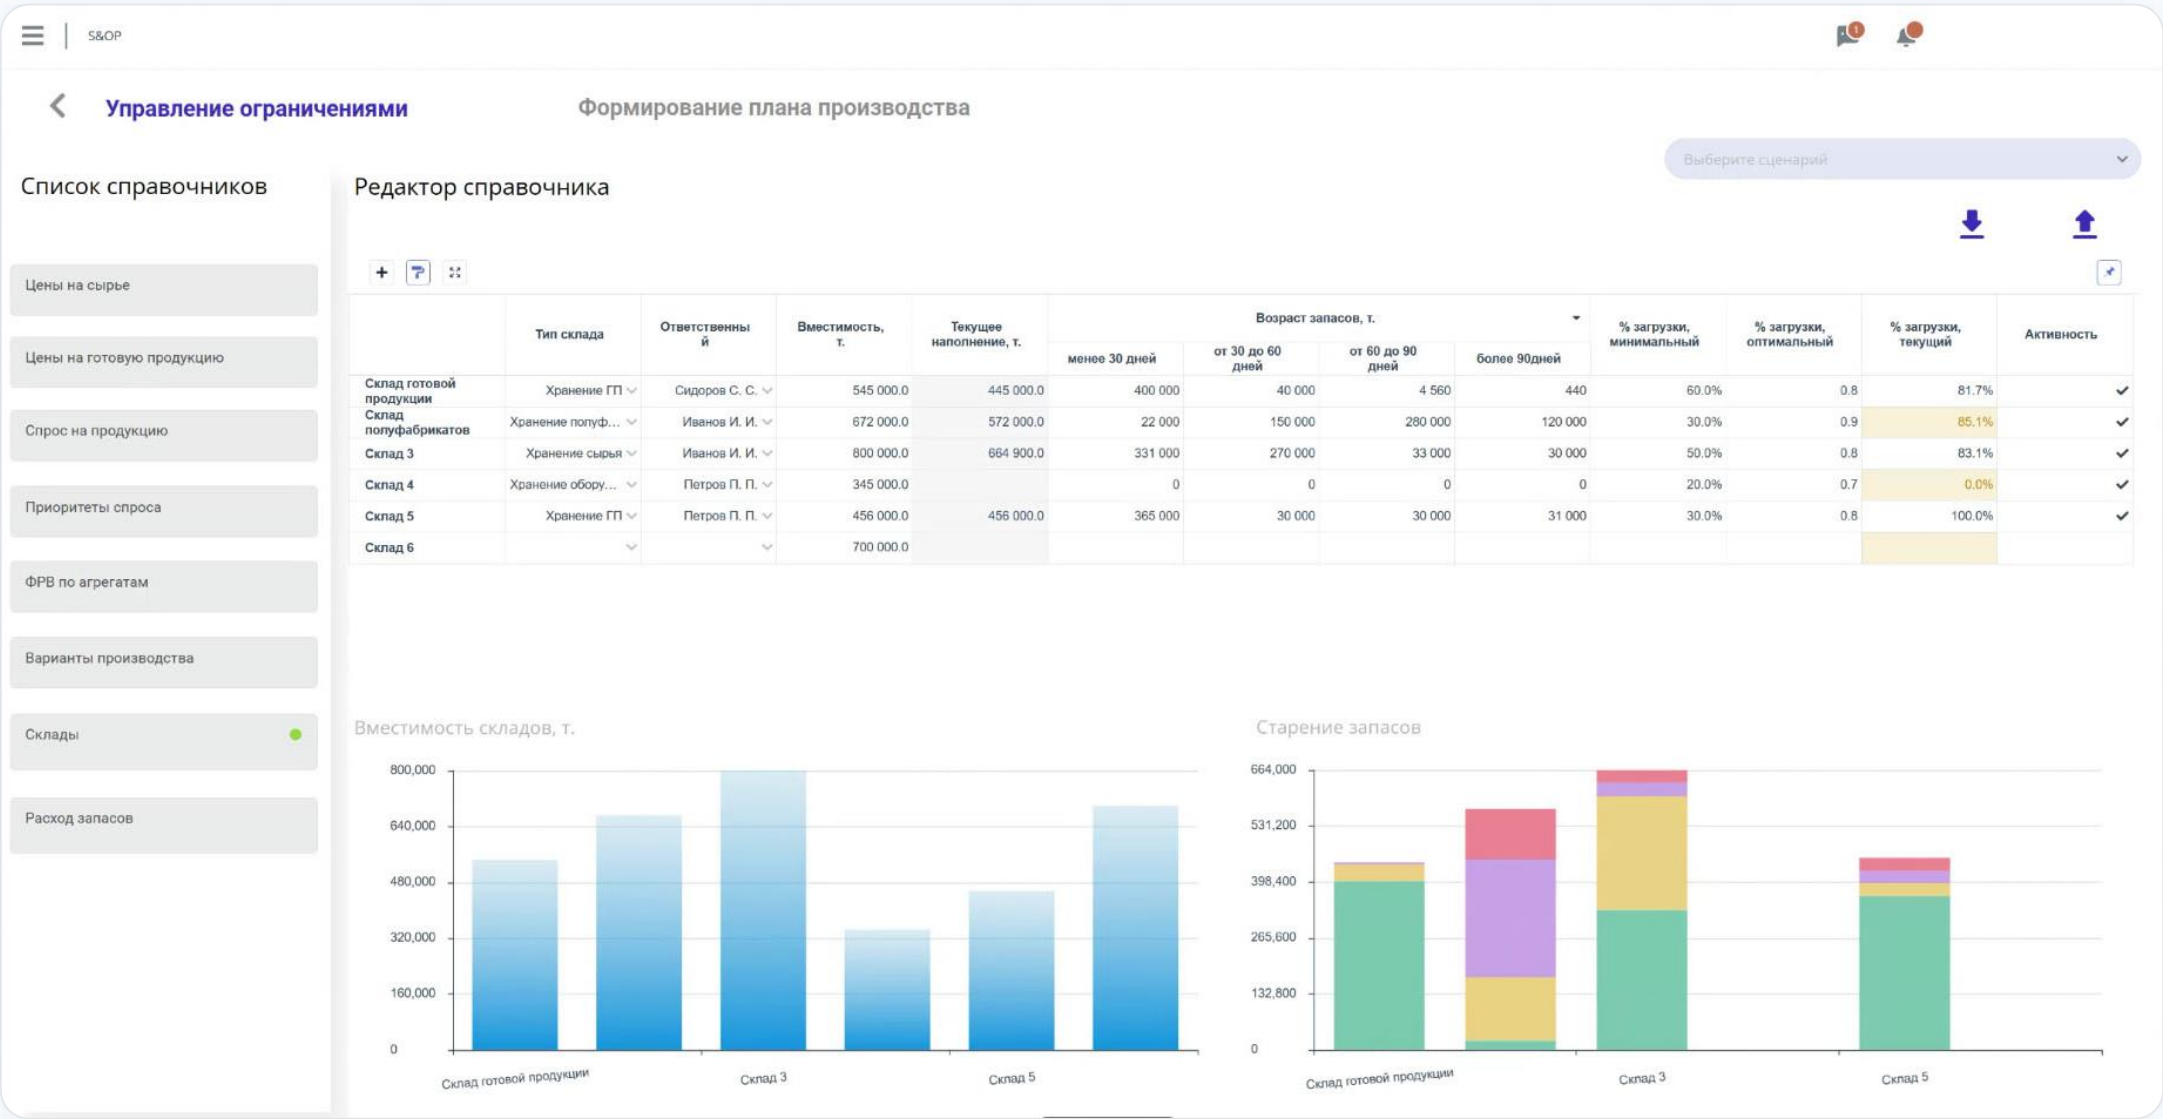 S&OP
1
Управление ограничениями
Формирование плана производства
Выберите сценарий
Список справочников
Редактор справочника
Цены на сырье
Цены на готовую продукцию
Спрос на продукцию
Приоритеты спроса
ФРВ по агрегатам
Варианты производства
Склады
Расход запасов
Тип склада
Ответственны
й
Вместимость,
т.
Текущее
наполнение, т.
Возраст запасов, т.
менее 30 дней
от 30 до 60
дней
от 60 до 90
дней
более 90дней
% загрузки,
минимальный
% загрузки,
оптимальный
% загрузки,
текущий
Активность
Склад готовой
продукции
Хранение ГП Сидоров С. С. 545 000.0 445 000.0 400 000 40 000 4 560 440 60.0% 0.8 81.7%
Склад
полуфабрикатов
Хранение полуф... Иванов И. И. 672 000.0 572 000.0 22 000 150 000 280 000 120 000 30.0% 0.9 85.1%
Склад 3 Хранение сырья Иванов И. И. 800 000.0 664 900.0 331 000 270 000 33 000 30 000 50.0% 0.8 83.1%
Склад 4 Хранение обору... Петров П. П. 345 000.0 0 0 0 0 20.0% 0.7 0.0%
Склад 5 Хранение ГП Петров П. П. 456 000.0 456 000.0 365 000 30 000 30 000 31 000 30.0% 0.8 100.0%
Склад 6 700 000.0
Вместимость складов, т.
800,000
640,000
480,000
320,000
160,000
0
Склад готовой продукции
Склад 3
Склад 5
Старение запасов
664,000
531,200
398,400
265,600
132,800
0
Склад готовой продукции
Склад 3
Склад 5